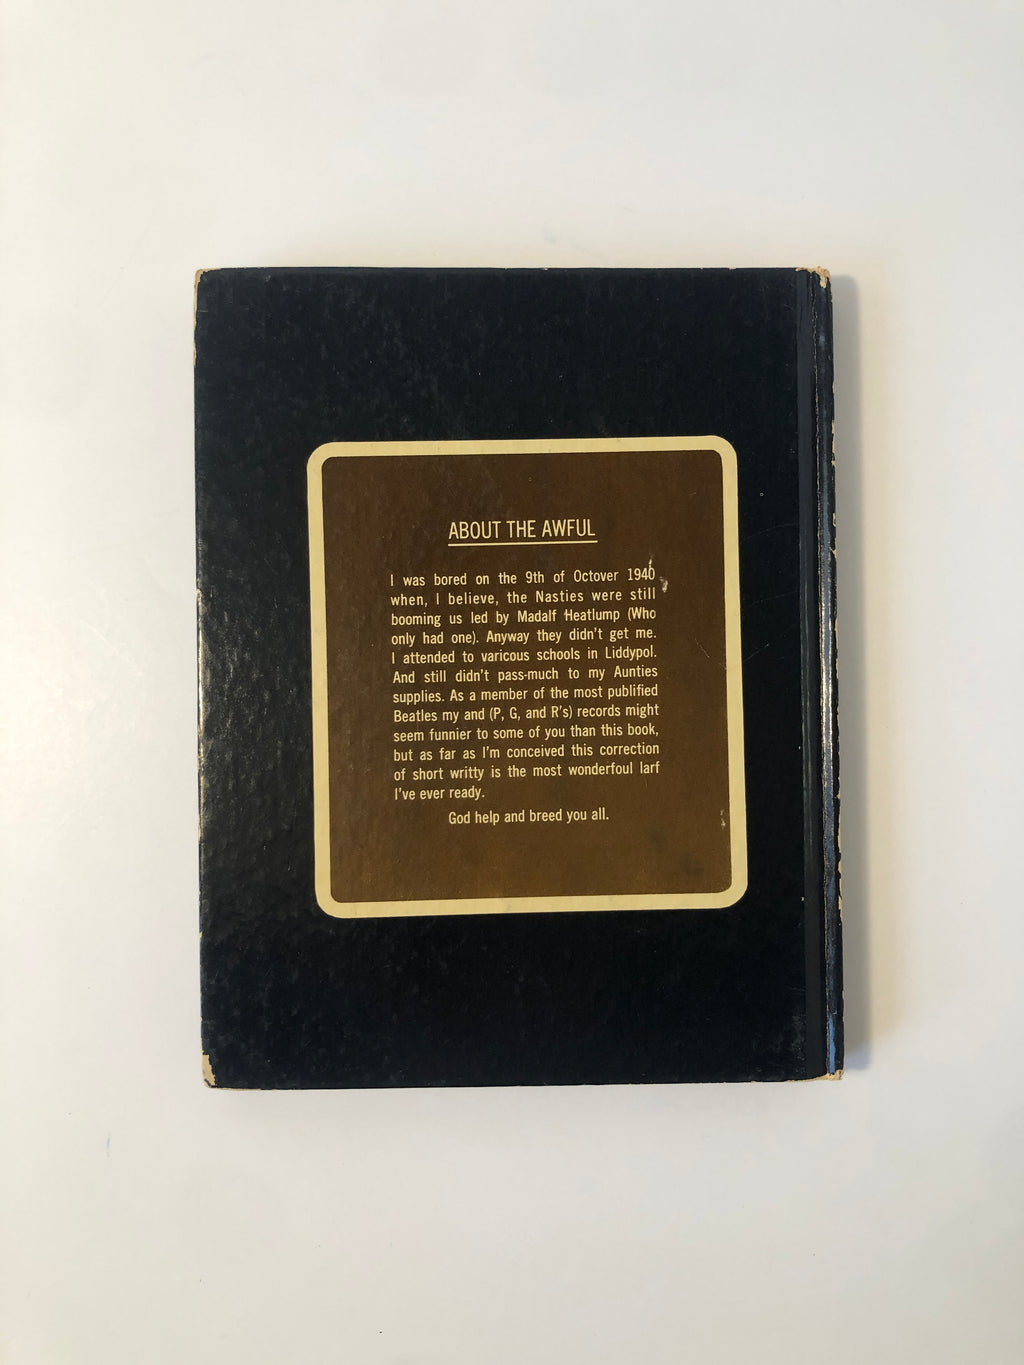 ABOUT THE AWFUL
I was bored on the 9th of Octover 1940
when, I believe, the Nasties were still
booming us led by Madalf Heatlump (Who
only had one). Anyway they didn't get me.
I attended to varicous schools in Liddypol.
And still didn't pass-much to my Aunties
supplies. As a member of the most publified
Beatles my and (P, G, and R's) records might
seem funnier to some of you than this book,
but as far as I'm conceived this correction
of short writty is the most wonderfoul larf
I've ever ready.
God help and breed you all.